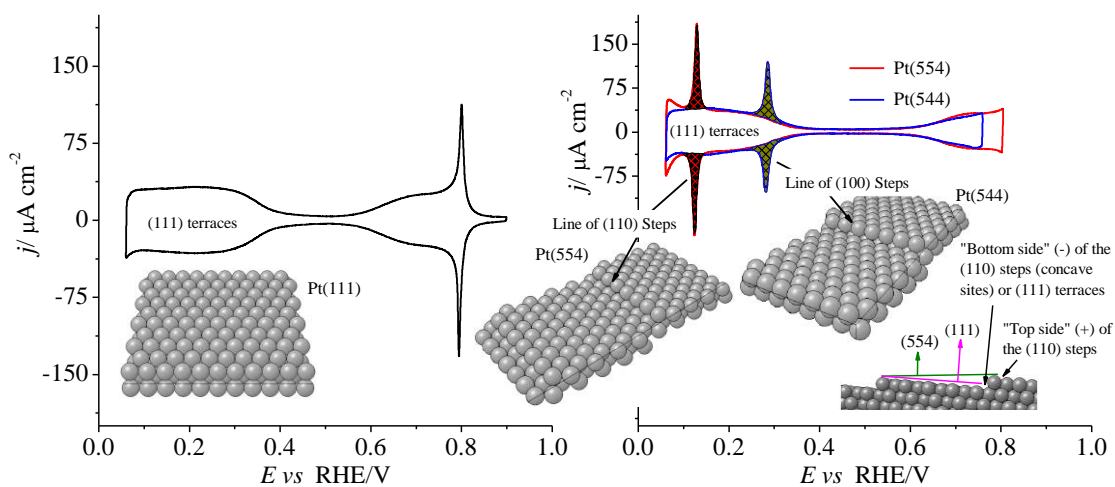 150
75
0
-75
-150
j/ μA cm-2
(111) terraces
Pt(111)
0.0
0.2
0.4
0.6
0.8
1.0
E vs RHE/V
150
75
0
-75
j/ μA cm-2
Pt(554)
Pt(544)
(111) terraces
Line of (100) Steps
Pt(544)
Line of (110) Steps
Pt(554)
"Bottom side" (-) of the
(110) steps (concave
sites) or (111) terraces
"Top side" (+) of
the (110) steps
(554)
(111)
0.0
0.2
0.4
0.6
0.8
1.0
E vs RHE/V